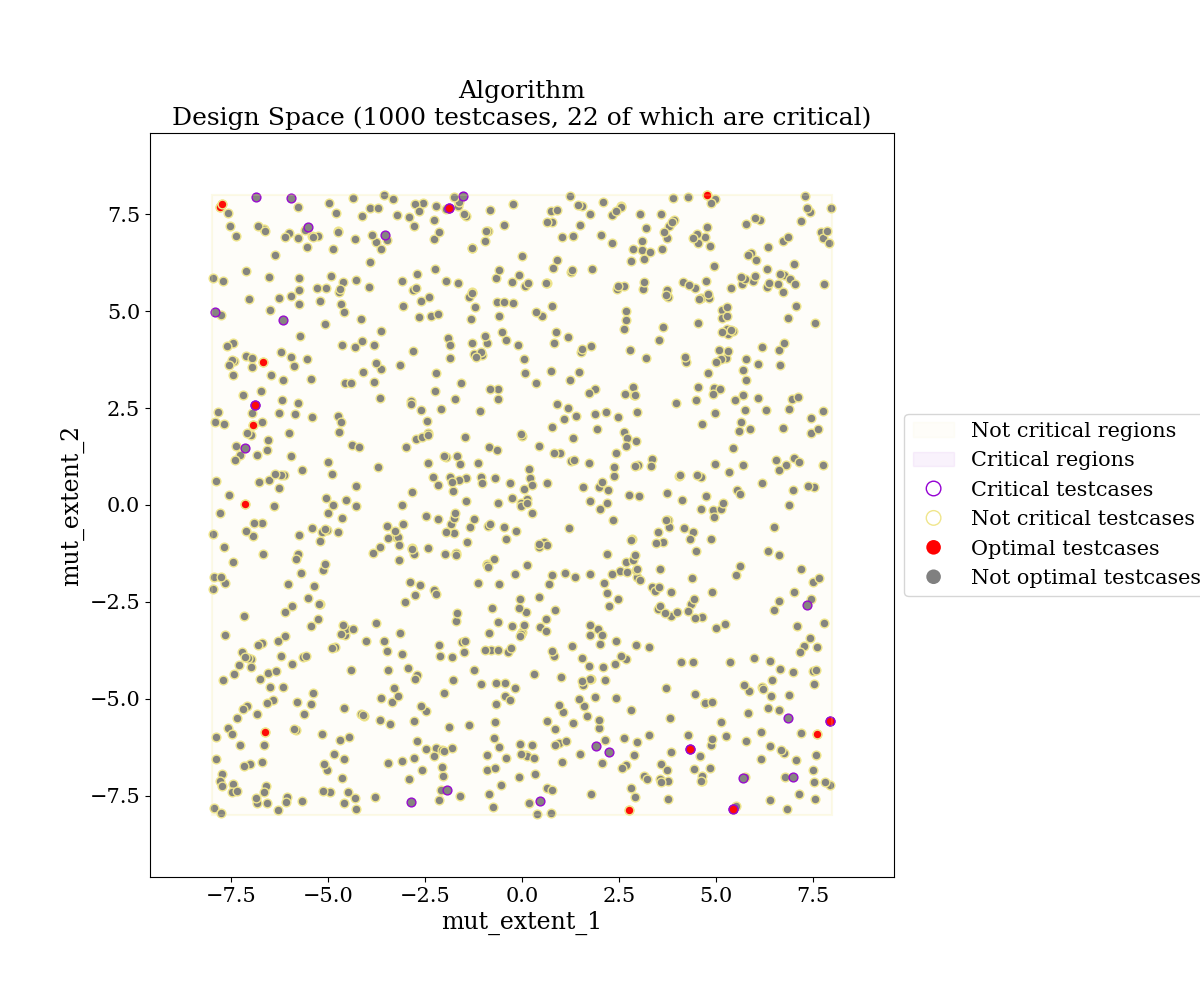 Algorithm
Design Space (1000 testcases, 22 of which are critical)
7.5
5.0
2.5
0.0
−2.5
−5.0
−7.5
mut_extent_2
−7.5 −5.0 −2.5 0.0 2.5 5.0 7.5
mut_extent_1
Not critical regions
Critical regions
Critical testcases
Not critical testcases
Optimal testcases
Not optimal testcases